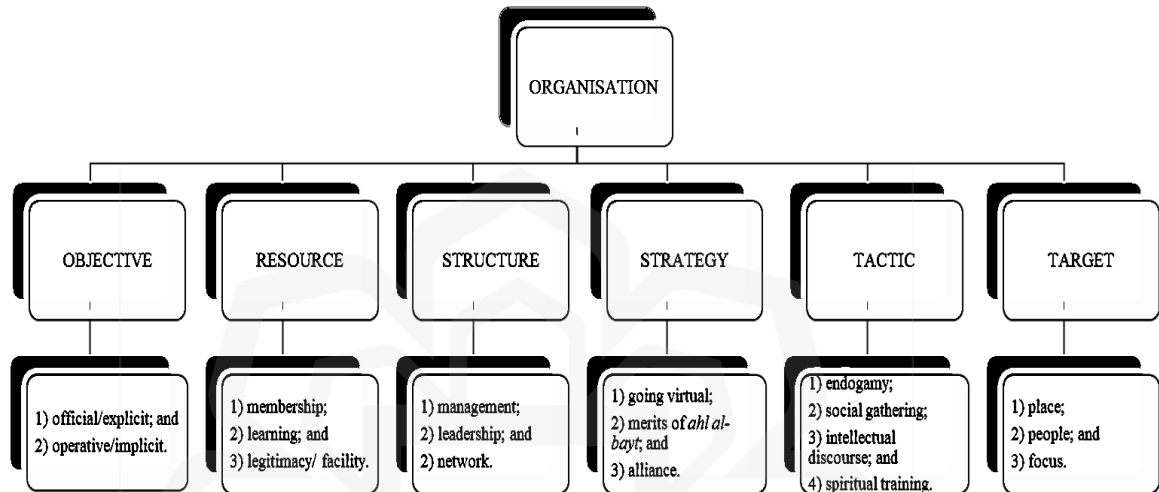 ORGANISATION
OBJECTIVE
RESOURCE
STRUCTURE
STRATEGY
TACTIC
TARGET
1) official/explicit; and
2) operative/implicit.
1) membership;
2) learning; and
3) legitimacy/ facility.
1) management;
2) leadership; and
2) network.
1) going virtual;
2) merits of ahl al-
bayt; and
3) alliance.
1) endogamy;
2) social gathering;
3) intellectual
discourse; and
4) spiritual training.
1) place;
2) people; and
3) focus.